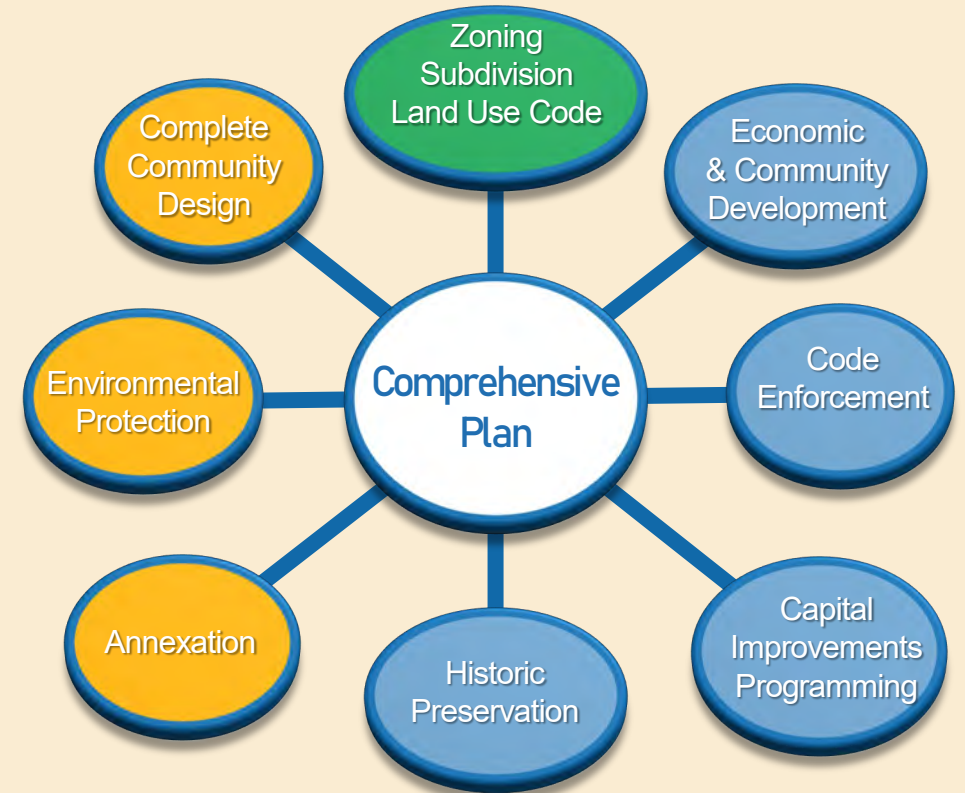 Zoning
Subdivision
Land Use Code
Complete
Community
Design
Economic
& Community
Development
Environmental
Protection
Comprehensive
Plan
Code
Enforcement
Annexation
Historic
Preservation
Capital
Improvements
Programming